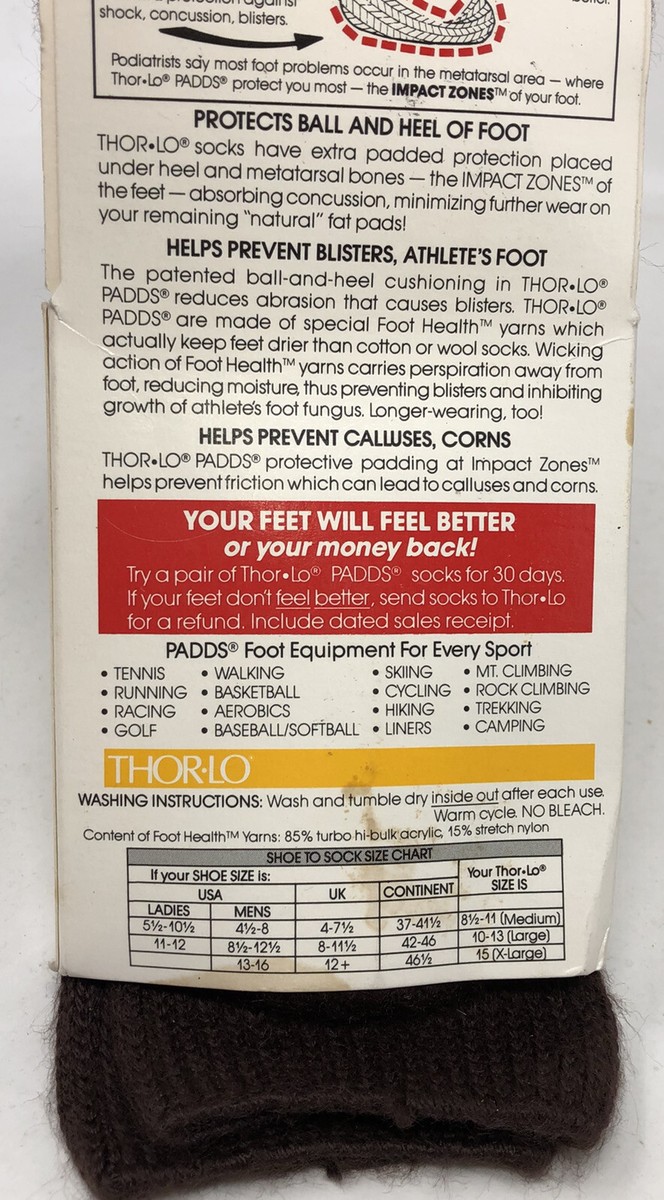 shock, concussion, blisters.
Podiatrists say most foot problems occur in the metatarsal area — where
Thor•Lo® PADDS® protect you most — the IMPACT ZONES™ of your foot.
PROTECTS BALL AND HEEL OF FOOT
THOR•LO® socks have extra padded protection placed
under heel and metatarsal bones — the IMPACT ZONES™ of
the feet — absorbing concussion, minimizing further wear on
your remaining "natural" fat pads!
HELPS PREVENT BLISTERS, ATHLETE'S FOOT
The patented ball-and-heel cushioning in THOR•LO®
PADDS® reduces abrasion that causes blisters. THOR•LO®
PADDS® are made of special Foot Health™ yarns which
actually keep feet drier than cotton or wool socks. Wicking
action of Foot Health™ yarns carries perspiration away from
foot, reducing moisture, thus preventing blisters and inhibiting
growth of athlete's foot fungus. Longer-wearing, too!
HELPS PREVENT CALLUSES, CORNS
THOR•LO® PADDS® protective padding at Impact Zones™
helps prevent friction which can lead to calluses and corns.
YOUR FEET WILL FEEL BETTER
or your money back!
Try a pair of Thor•Lo® PADDS® socks for 30 days.
If your feet don't feel better, send socks to Thor•Lo
for a refund. Include dated sales receipt.
PADDS® Foot Equipment For Every Sport
• TENNIS • WALKING • SKIING • MT. CLIMBING
• RUNNING • BASKETBALL • CYCLING • ROCK CLIMBING
• RACING • AEROBICS • HIKING • TREKKING
• GOLF • BASEBALL/SOFTBALL • LINERS • CAMPING
THOR•LO®
WASHING INSTRUCTIONS: Wash and tumble dry inside out after each use.
Warm cycle. NO BLEACH.
Content of Foot Health™ Yarns: 85% turbo hi-bulk acrylic, 15% stretch nylon
SHOE TO SOCK SIZE CHART
If your SHOE SIZE is: Your Thor•Lo®
USA UK CONTINENT SIZE IS
LADIES MENS
5½-10½ 4½-8 4-7½ 37-41½ 8½-11 (Medium)
11-12 8½-12½ 8-11½ 42-46 10-13 (Large)
13-16 12+ 46½ 15 (X-Large)